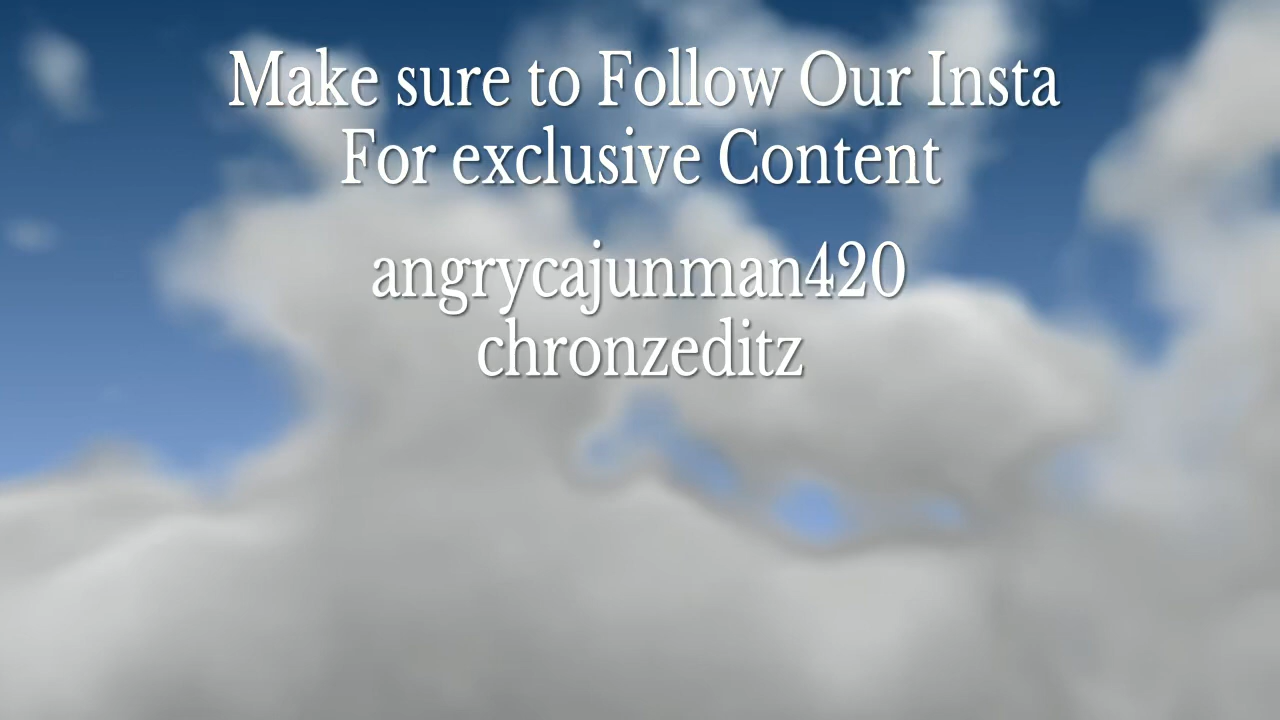 Make sure to Follow Our Insta
For exclusive Content
angrycajunman420
chronzeditz